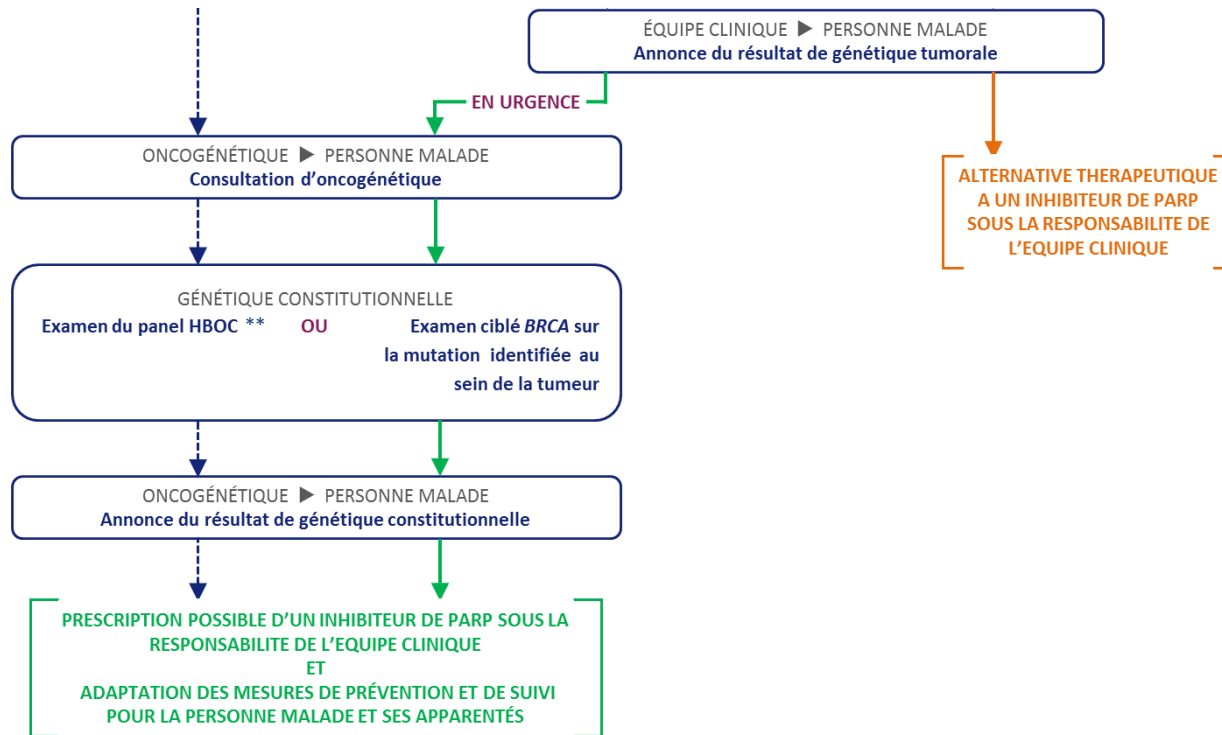 ÉQUIPE CLINIQUE ▶ PERSONNE MALADE
Annonce du résultat de génétique tumorale
EN URGENCE
ONCOGÉNÉTIQUE ▶ PERSONNE MALADE
Consultation d'oncogénétique
ALTERNATIVE THERAPEUTIQUE
A UN INHIBITEUR DE PARP
SOUS LA RESPONSABILITE DE
L'EQUIPE CLINIQUE
GÉNÉTIQUE CONSTITUTIONNELLE
Examen du panel HBOC ** OU Examen ciblé BRCA sur
la mutation identifiée au
sein de la tumeur
ONCOGÉNÉTIQUE ▶ PERSONNE MALADE
Annonce du résultat de génétique constitutionnelle
PRESCRIPTION POSSIBLE D'UN INHIBITEUR DE PARP SOUS LA
RESPONSABILITE DE L'EQUIPE CLINIQUE
ET
ADAPTATION DES MESURES DE PRÉVENTION ET DE SUIVI
POUR LA PERSONNE MALADE ET SES APPARENTÉS